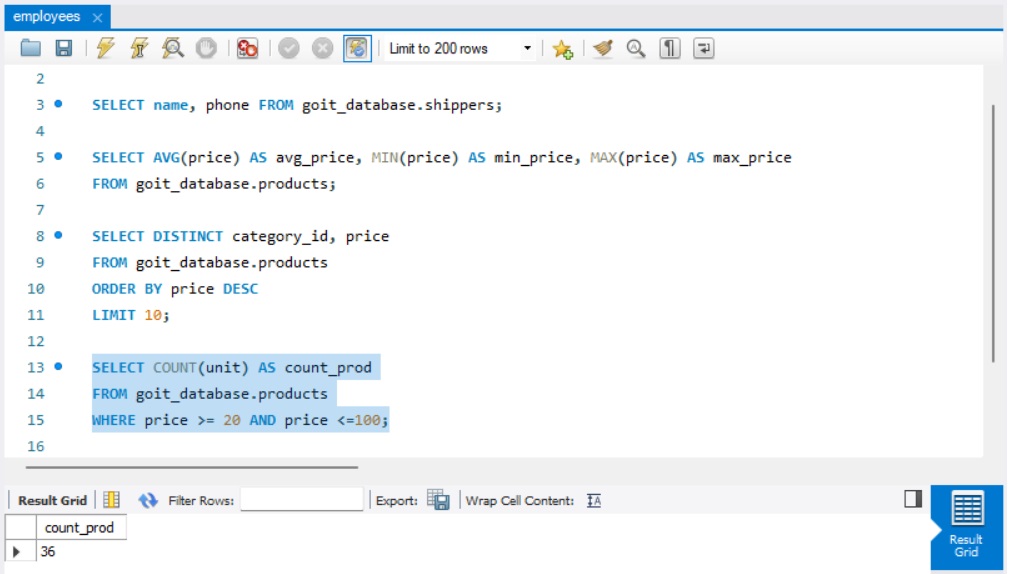 employees ×
Limit to 200 rows
2
3 SELECT name, phone FROM goit_database.shippers;
4
5 SELECT AVG(price) AS avg_price, MIN(price) AS min_price, MAX(price) AS max_price
6 FROM goit_database.products;
7
8 SELECT DISTINCT category_id, price
9 FROM goit_database.products
10 ORDER BY price DESC
11 LIMIT 10;
12
13 SELECT COUNT(unit) AS count_prod
14 FROM goit_database.products
15 WHERE price >= 20 AND price <=100;
16
Result Grid Filter Rows: Export: Wrap Cell Content: IA
count_prod
36
Result
Grid